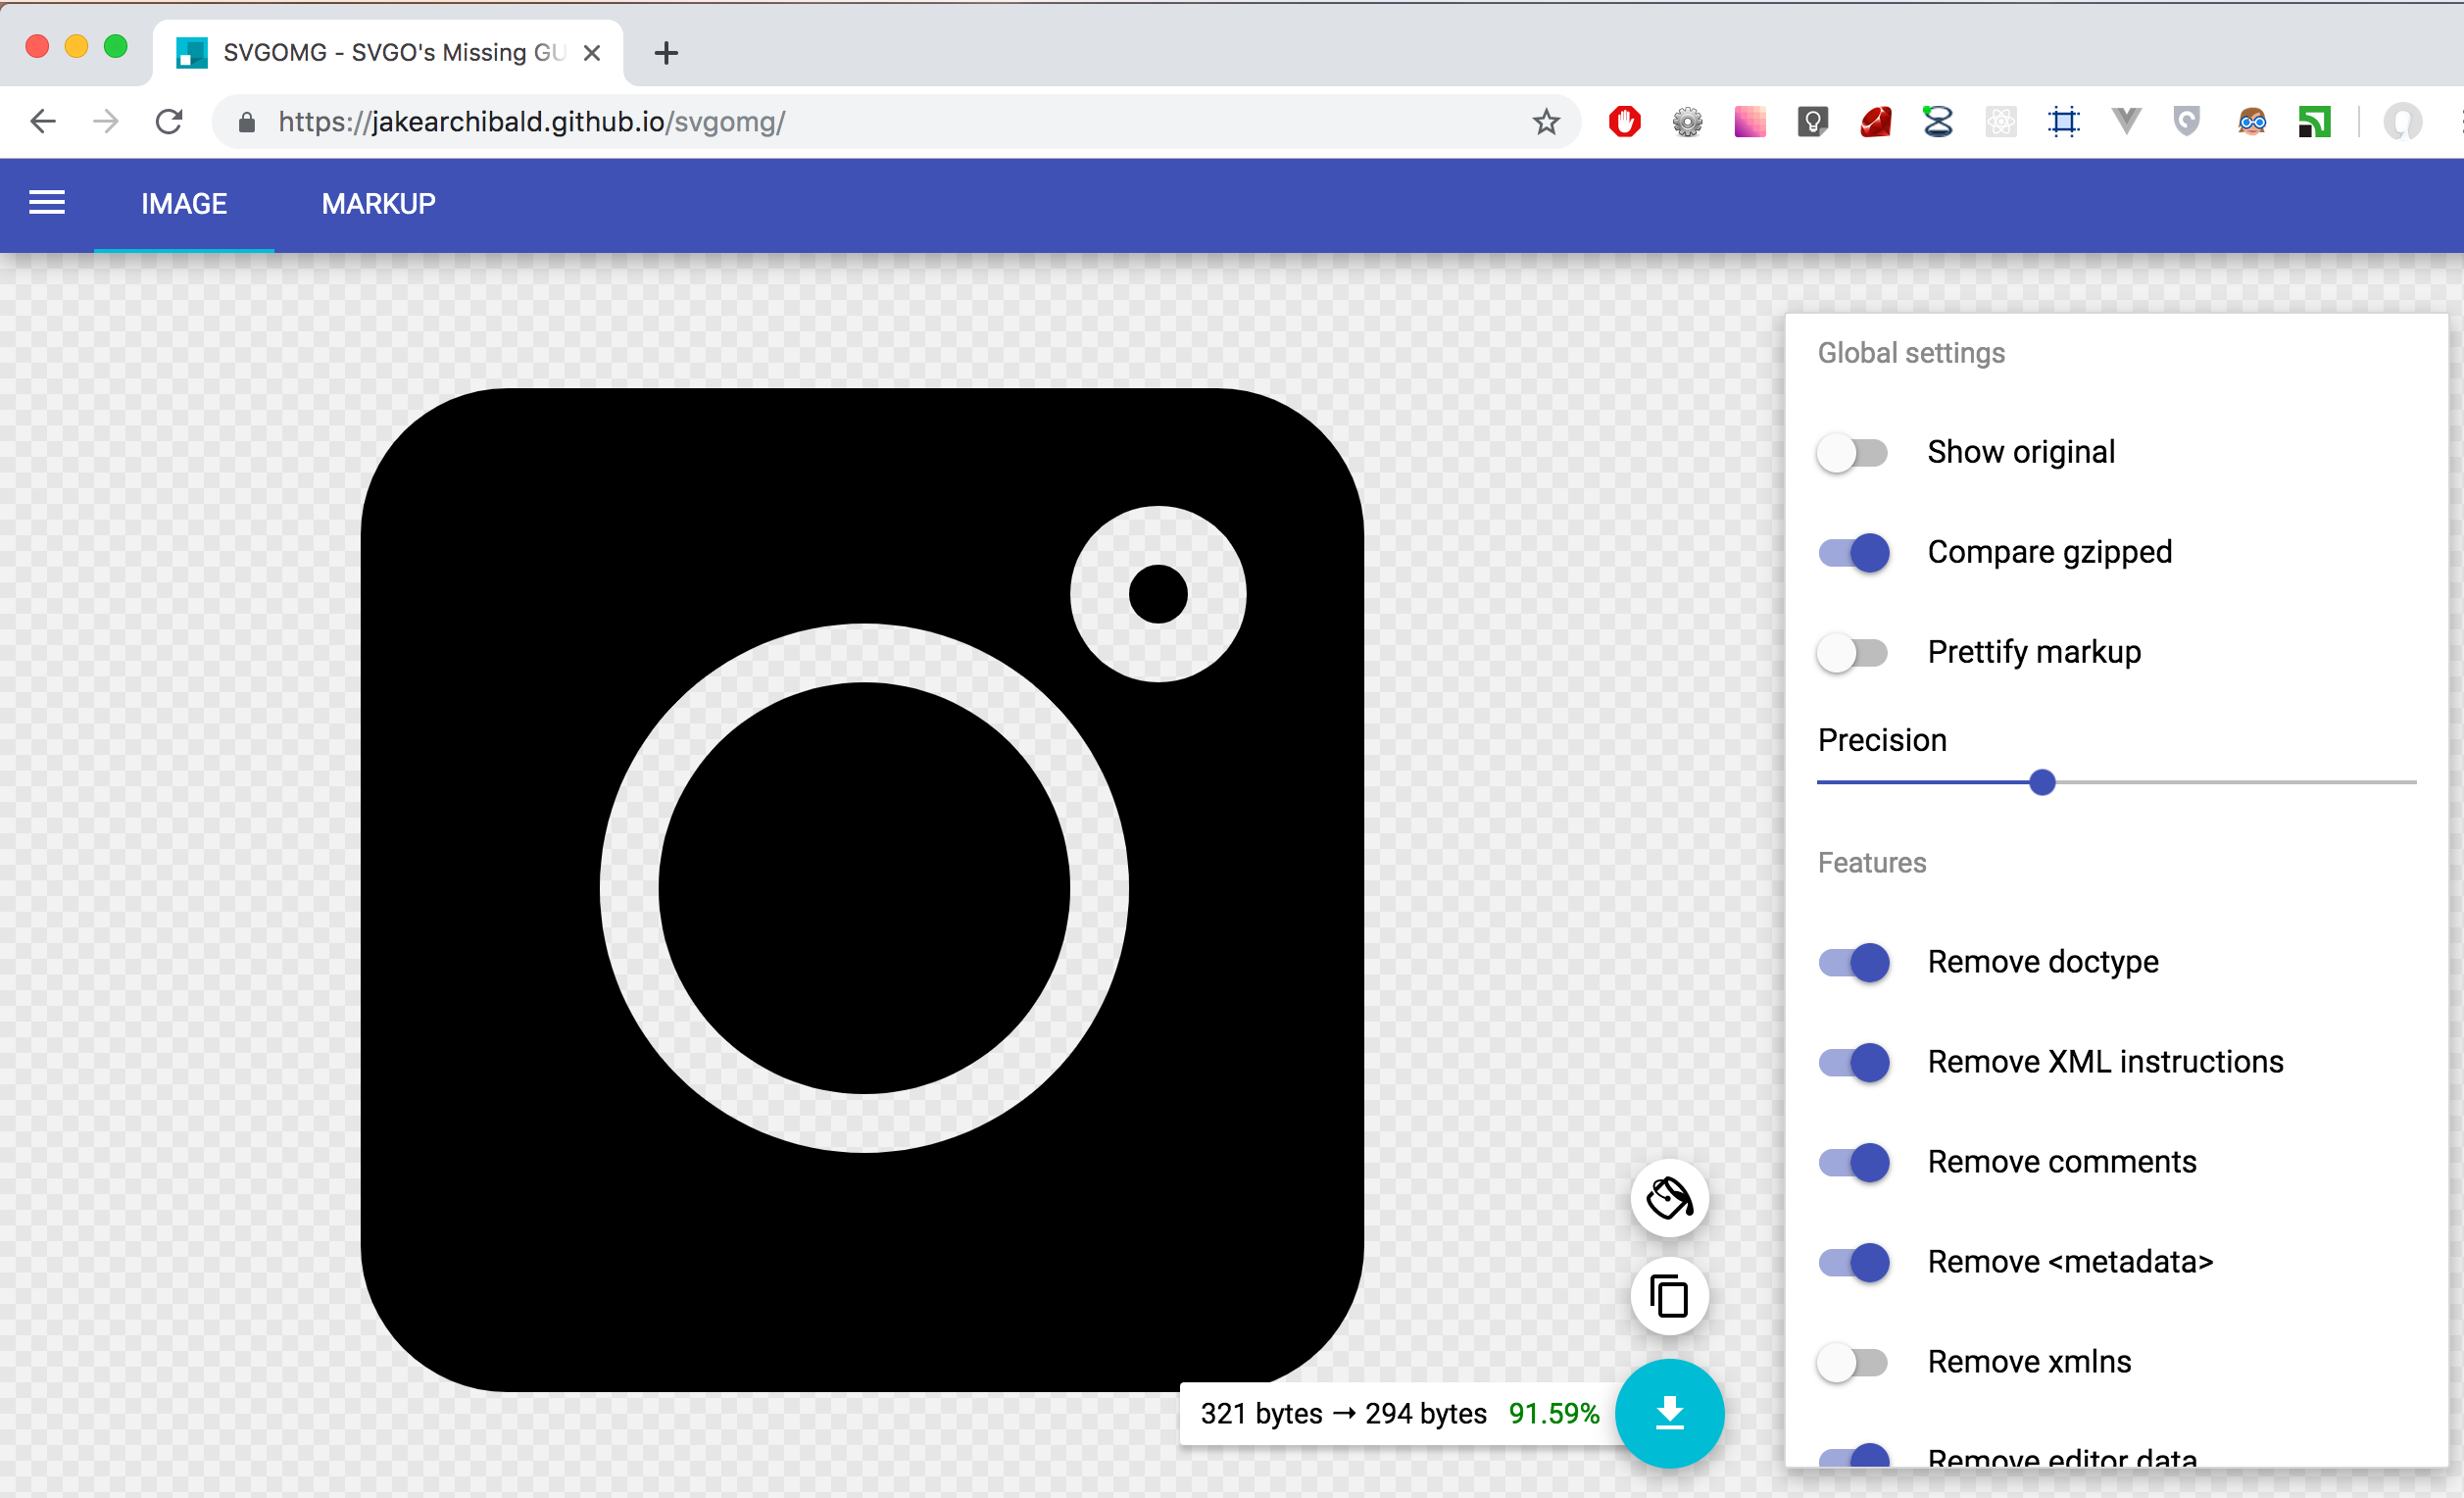 SVGOMG - SVGO's Missing GU
https://jakearchibald.github.io/svgomg/
IMAGE
MARKUP
Global settings
Show original
Compare gzipped
Prettify markup
Precision
Features
Remove doctype
Remove XML instructions
Remove comments
Remove <metadata>
Remove xmlns
Remove editor data
321 bytes → 294 bytes 91.59%